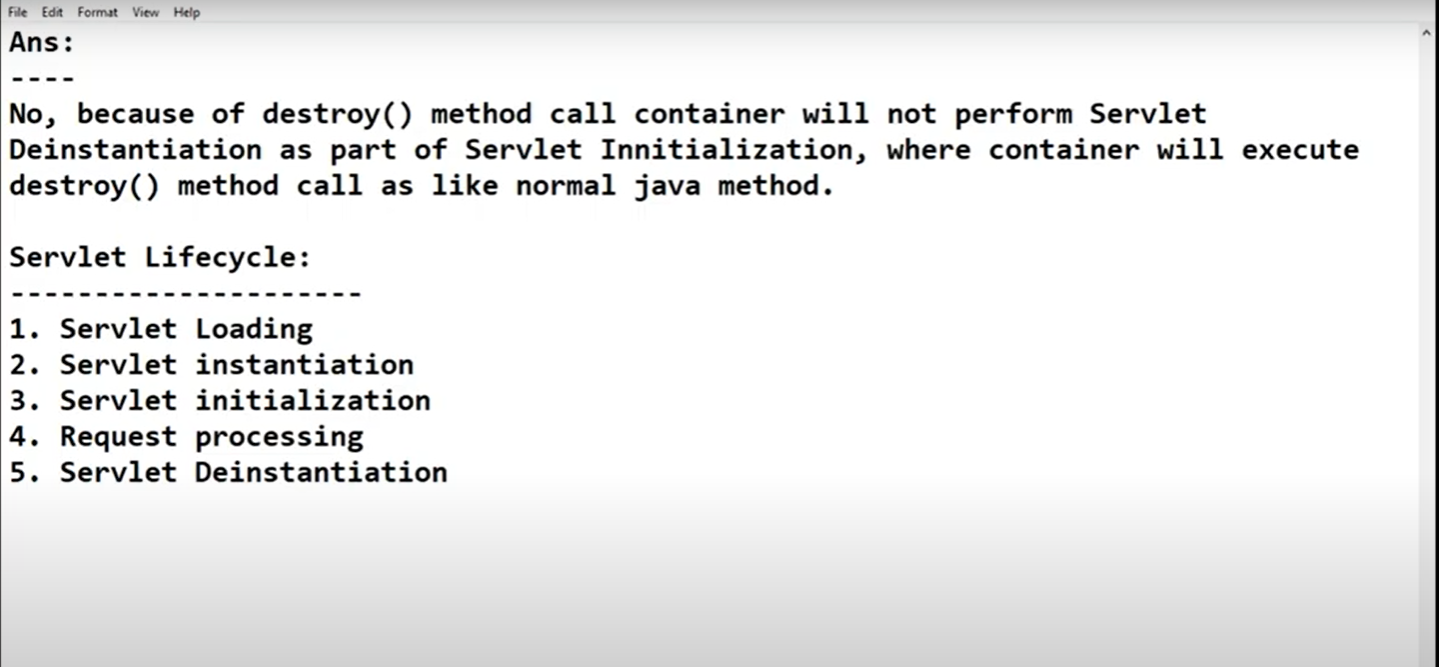 File Edit Format View Help
Ans:
----
No, because of destroy() method call container will not perform Servlet
Deinstantiation as part of Servlet Innitialization, where container will execute
destroy() method call as like normal java method.
Servlet Lifecycle:
---------------------
1. Servlet Loading
2. Servlet instantiation
3. Servlet initialization
4. Request processing
5. Servlet Deinstantiation